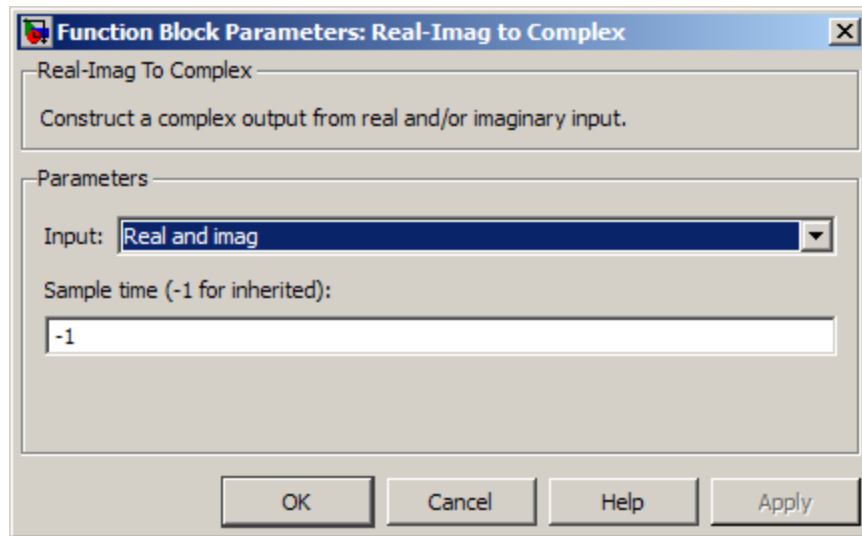 Function Block Parameters: Real-Imag to Complex
Real-Imag To Complex
Construct a complex output from real and/or imaginary input.
Parameters
Input: Real and imag
Sample time (-1 for inherited):
-1
OK Cancel Help Apply